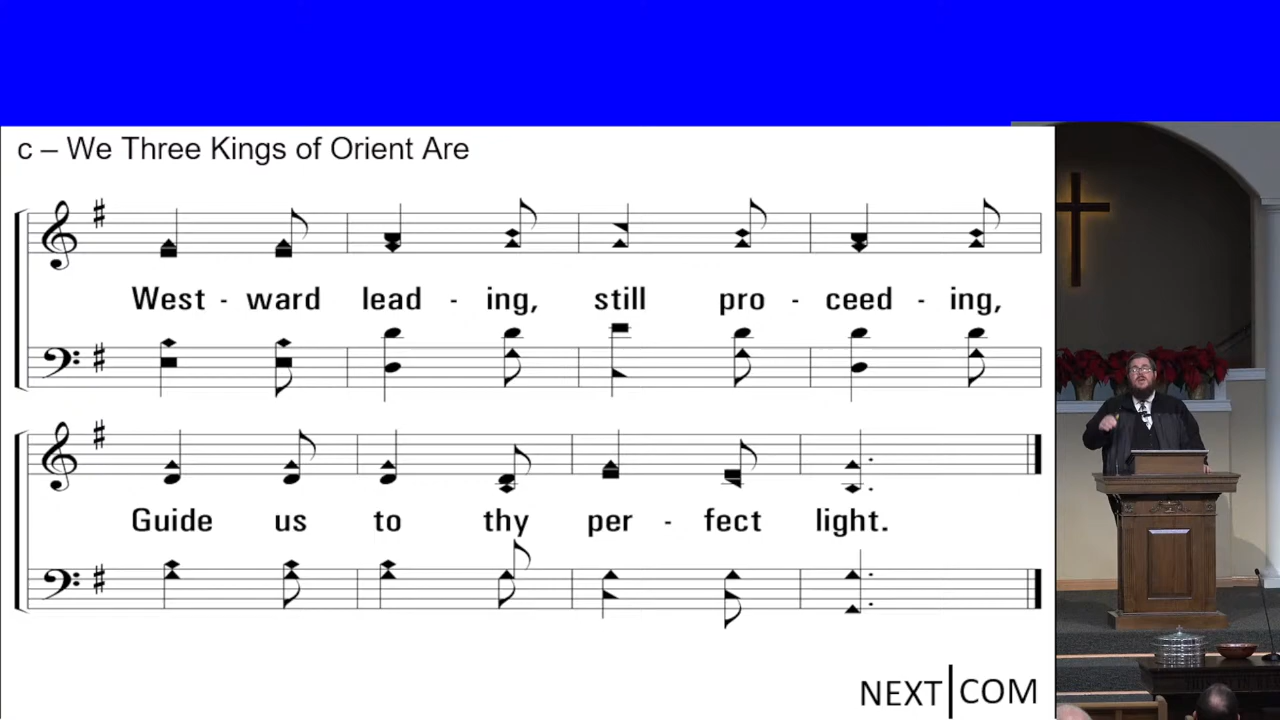 c – We Three Kings of Orient Are
West - ward lead - ing, still pro - ceed - ing,
Guide us to thy per - fect light.
NEXT|COM